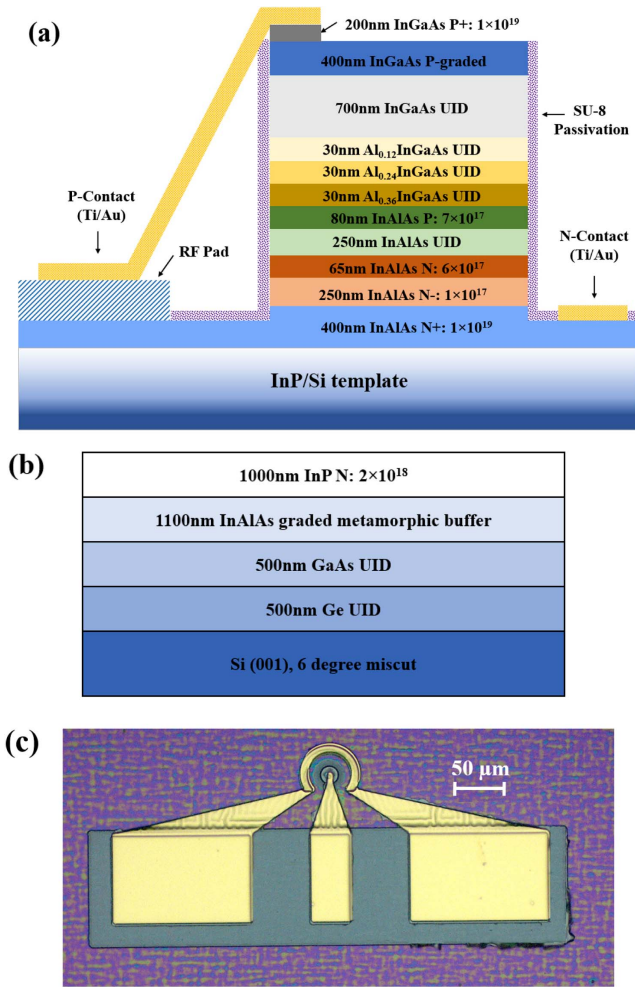 (a)
200nm InGaAs P+: 1×10¹⁹
400nm InGaAs P-graded
700nm InGaAs UID
SU-8
Passivation
30nm Al₀.₁₂InGaAs UID
30nm Al₀.₂₄InGaAs UID
30nm Al₀.₃₆InGaAs UID
P-Contact
(Ti/Au)
80nm InAlAs P: 7×10¹⁷
RF Pad
250nm InAlAs UID
N-Contact
(Ti/Au)
65nm InAlAs N: 6×10¹⁷
250nm InAlAs N-: 1×10¹⁷
400nm InAlAs N+: 1×10¹⁹
InP/Si template
(b)
1000nm InP N: 2×10¹⁸
1100nm InAlAs graded metamorphic buffer
500nm GaAs UID
500nm Ge UID
Si (001), 6 degree miscut
(c)
50 μm